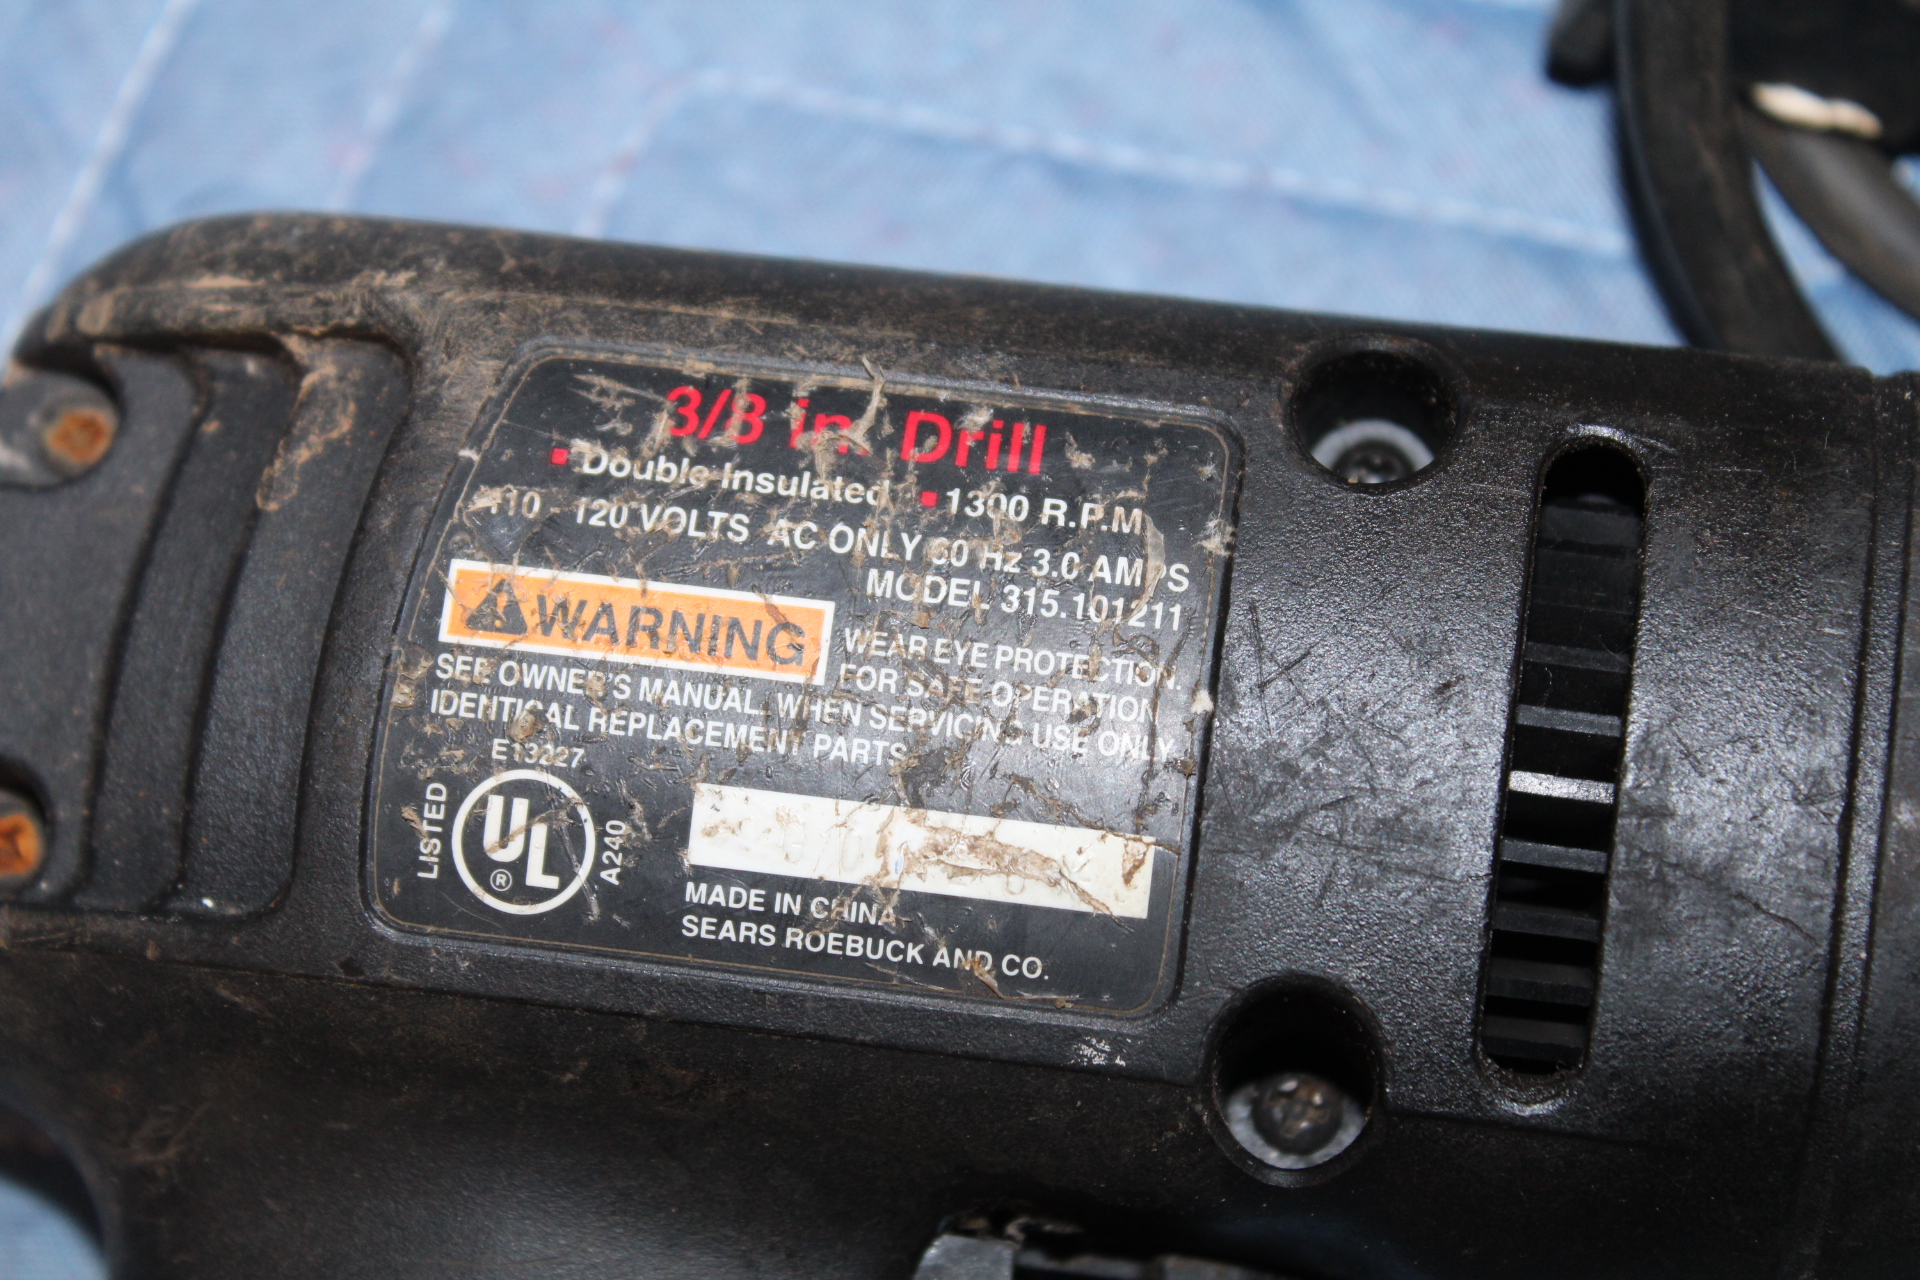 3/8 in. Drill
▪ Double Insulated ▪ 1300 R.P.M
110 - 120 VOLTS AC ONLY 60 Hz 3.0 AMPS
MODEL 315.101211
⚠WARNING
WEAR EYE PROTECTION.
FOR SAFE OPERATION
SEE OWNER'S MANUAL. WHEN SERVICING USE ONLY
IDENTICAL REPLACEMENT PARTS
E13227
LISTED
UL
®
A240
MADE IN CHINA
SEARS ROEBUCK AND CO.